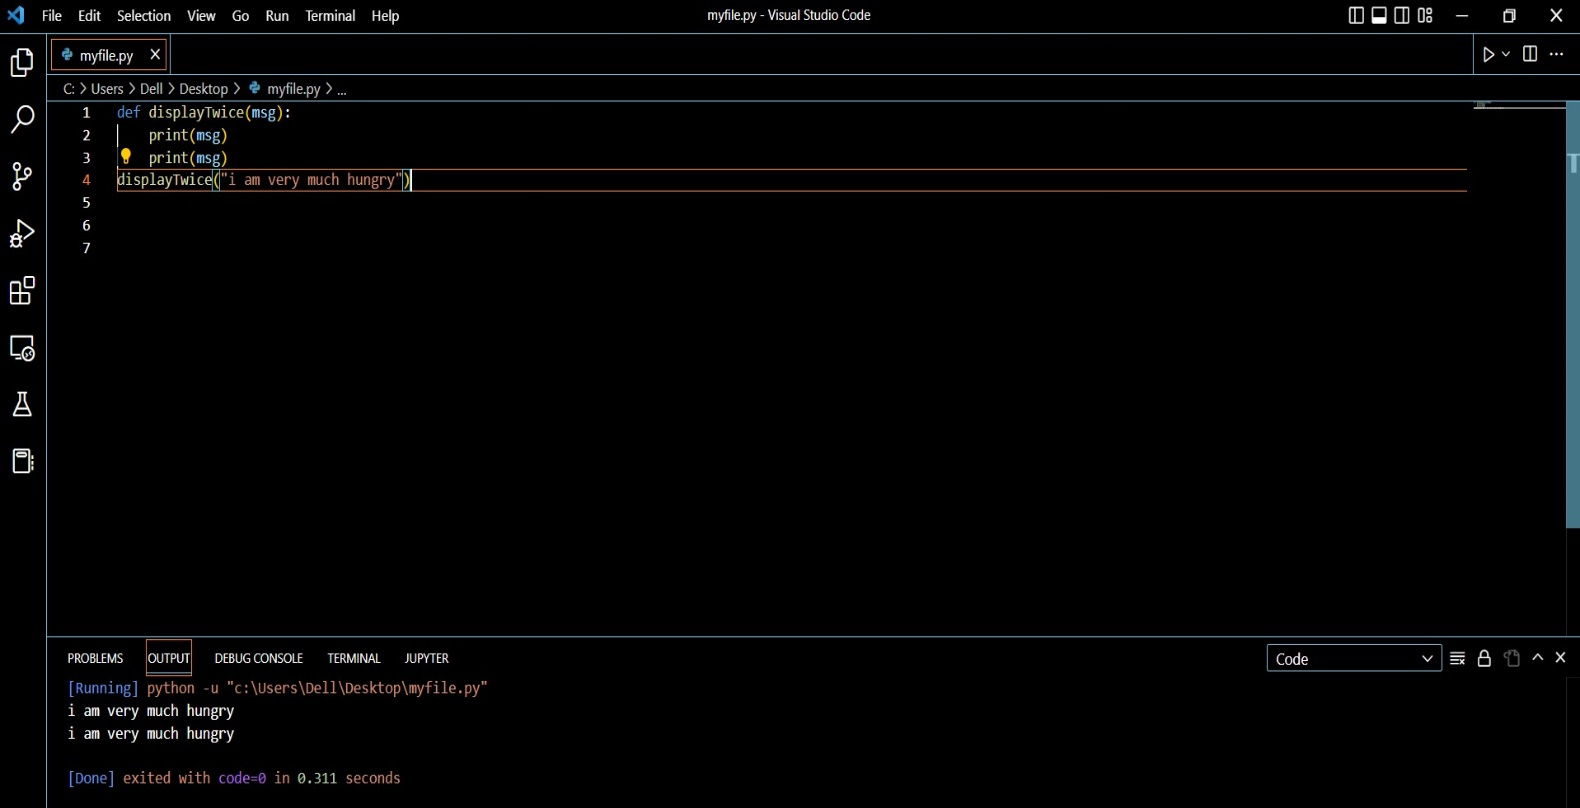 File Edit Selection View Go Run Terminal Help
myfile.py - Visual Studio Code
myfile.py
C: > Users > Dell > Desktop > myfile.py > ...
1 def displayTwice(msg):
2     print(msg)
3     print(msg)
4 displayTwice("i am very much hungry")
5
6
7
PROBLEMS OUTPUT DEBUG CONSOLE TERMINAL JUPYTER
Code
[Running] python -u "c:\Users\Dell\Desktop\myfile.py"
i am very much hungry
i am very much hungry
[Done] exited with code=0 in 0.311 seconds